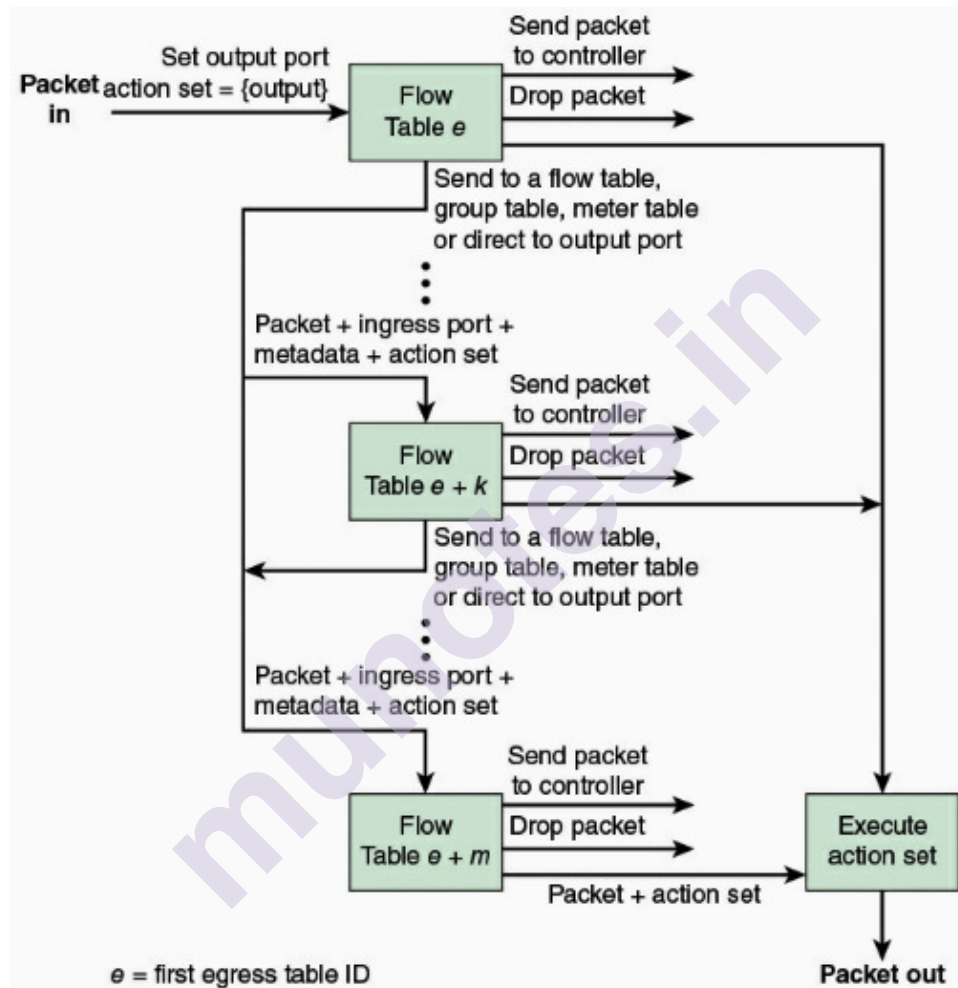 Send packet
to controller
Set output port
Packet action set = {output}
in
Drop packet
Flow
Table e
Send to a flow table,
group table, meter table
or direct to output port
Packet + ingress port +
metadata + action set
Send packet
to controller
Drop packet
Flow
Table e + k
Send to a flow table,
group table, meter table
or direct to output port
Packet + ingress port +
metadata + action set
Send packet
to controller
Drop packet
Flow
Table e + m
Packet + action set
Execute
action set
e = first egress table ID
Packet out
munotes.in